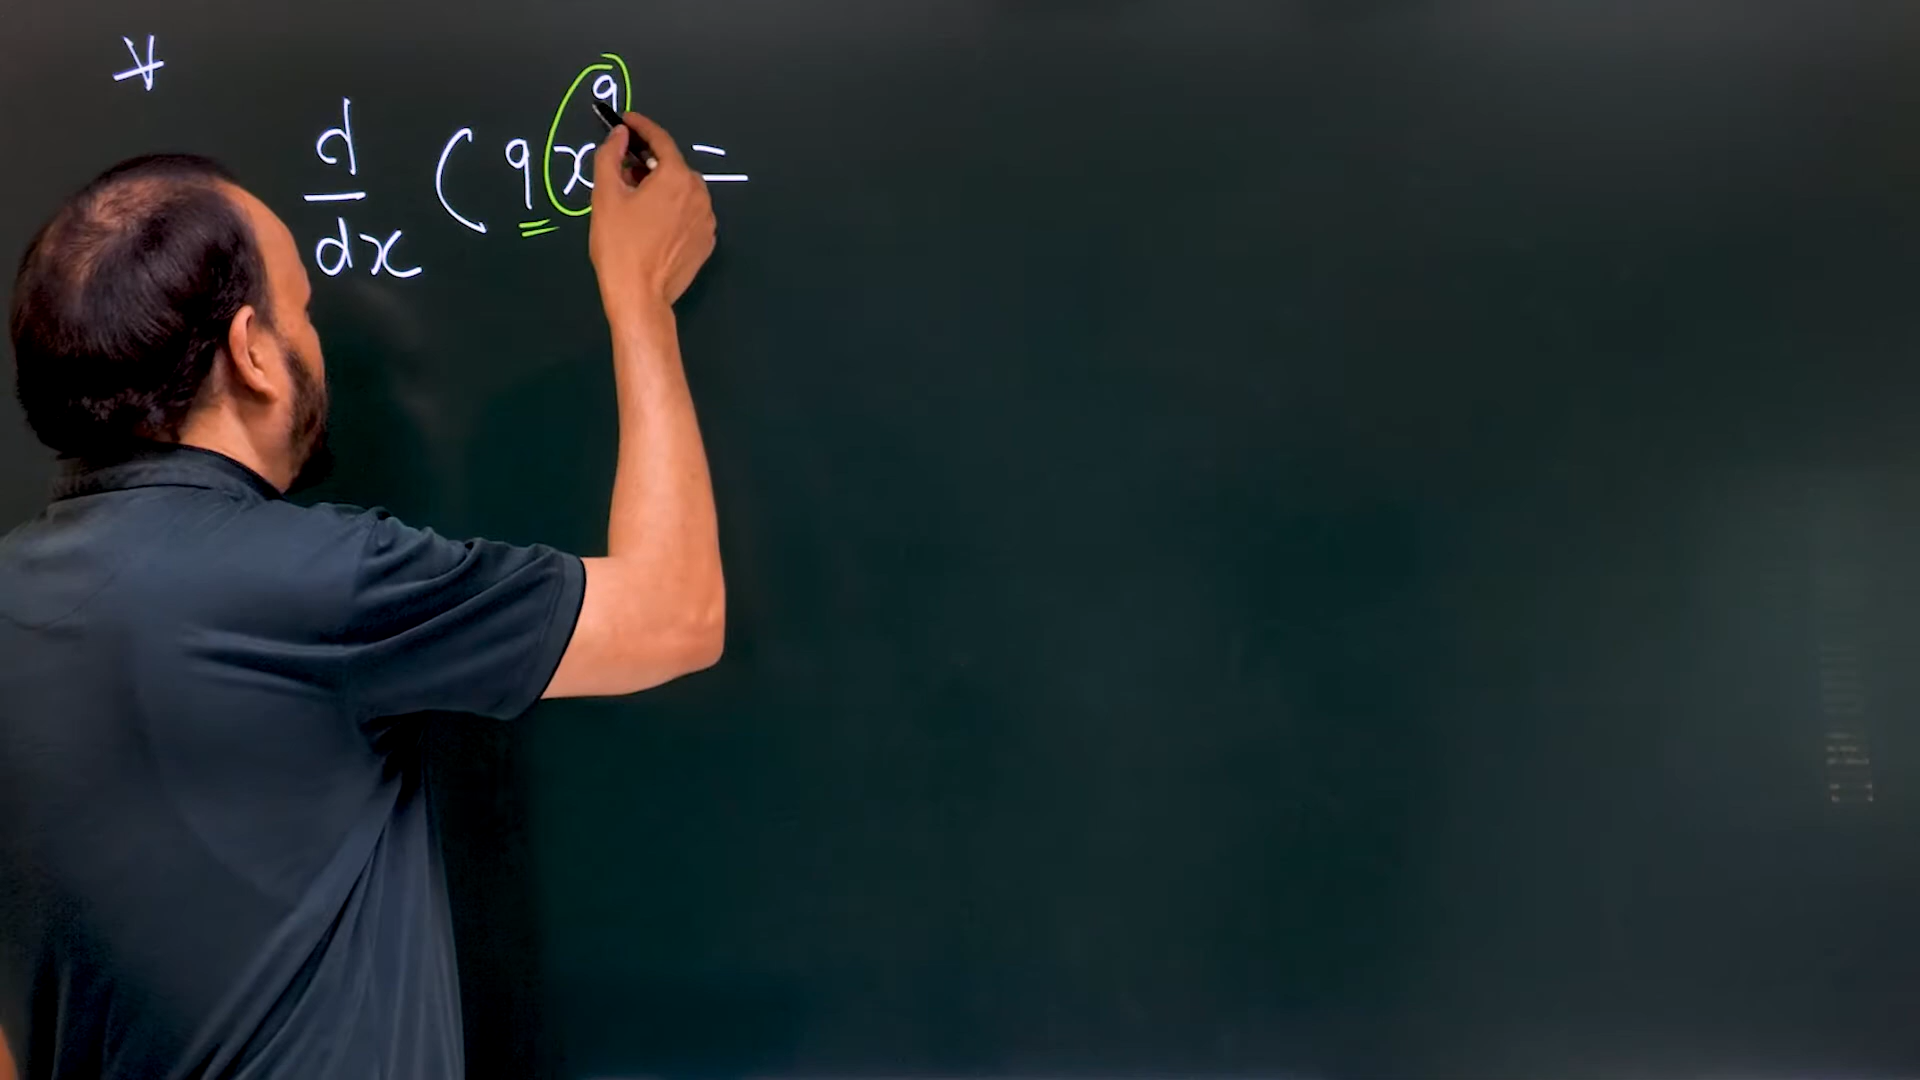 d/dx ( 9x⁹ =